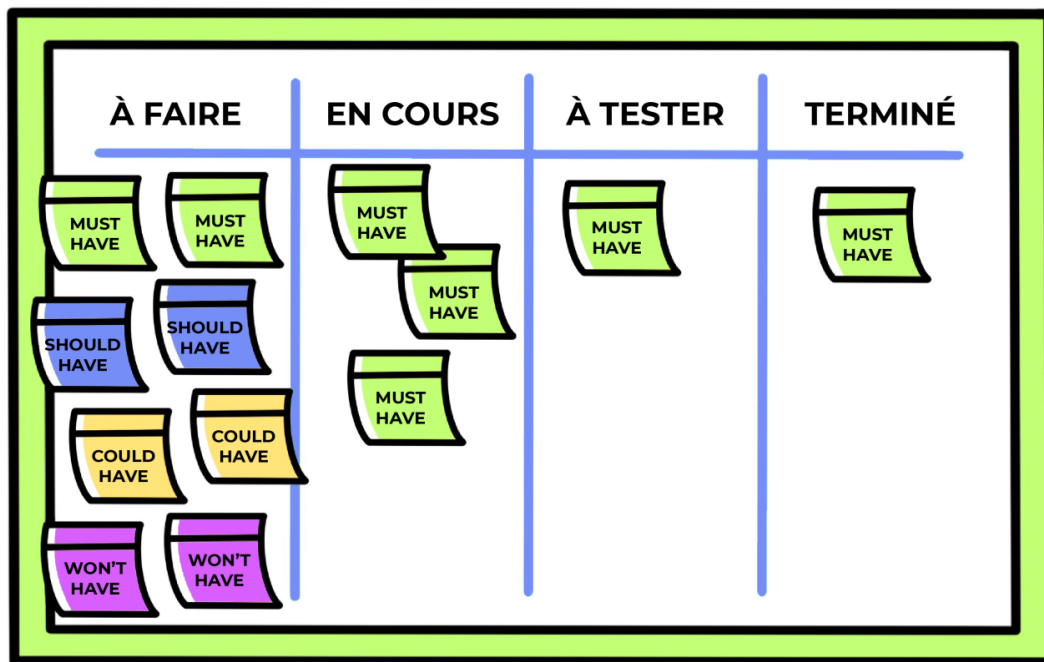 À FAIRE
EN COURS
À TESTER
TERMINÉ
MUST
HAVE
MUST
HAVE
SHOULD
HAVE
SHOULD
HAVE
COULD
HAVE
COULD
HAVE
WON'T
HAVE
WON'T
HAVE
MUST
HAVE
MUST
HAVE
MUST
HAVE
MUST
HAVE
MUST
HAVE